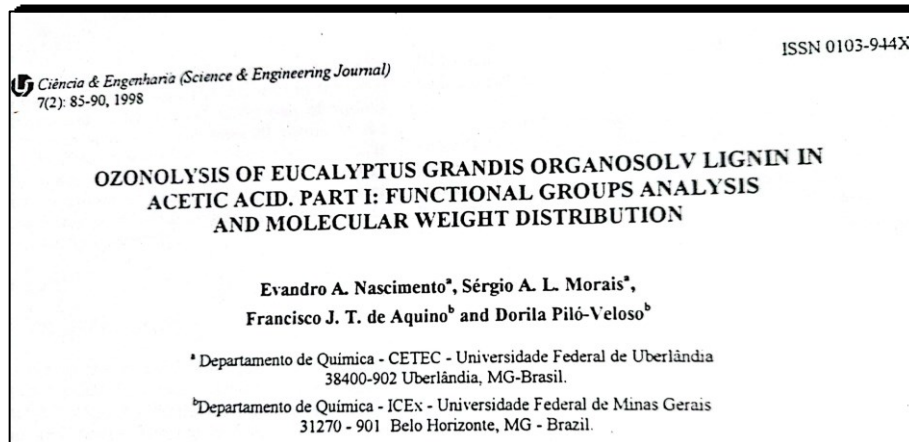 ISSN 0103-944X
Ciência & Engenharia (Science & Engineering Journal)
7(2): 85-90, 1998
OZONOLYSIS OF EUCALYPTUS GRANDIS ORGANOSOLV LIGNIN IN
ACETIC ACID. PART I: FUNCTIONAL GROUPS ANALYSIS
AND MOLECULAR WEIGHT DISTRIBUTION
Evandro A. Nascimentoª, Sérgio A. L. Moraisª,
Francisco J. T. de Aquinoᵇ and Dorila Piló-Velosoᵇ
ª Departamento de Química - CETEC - Universidade Federal de Uberlândia
38400-902 Uberlândia, MG-Brasil.
ᵇDepartamento de Química - ICEx - Universidade Federal de Minas Gerais
31270 - 901 Belo Horizonte, MG - Brazil.